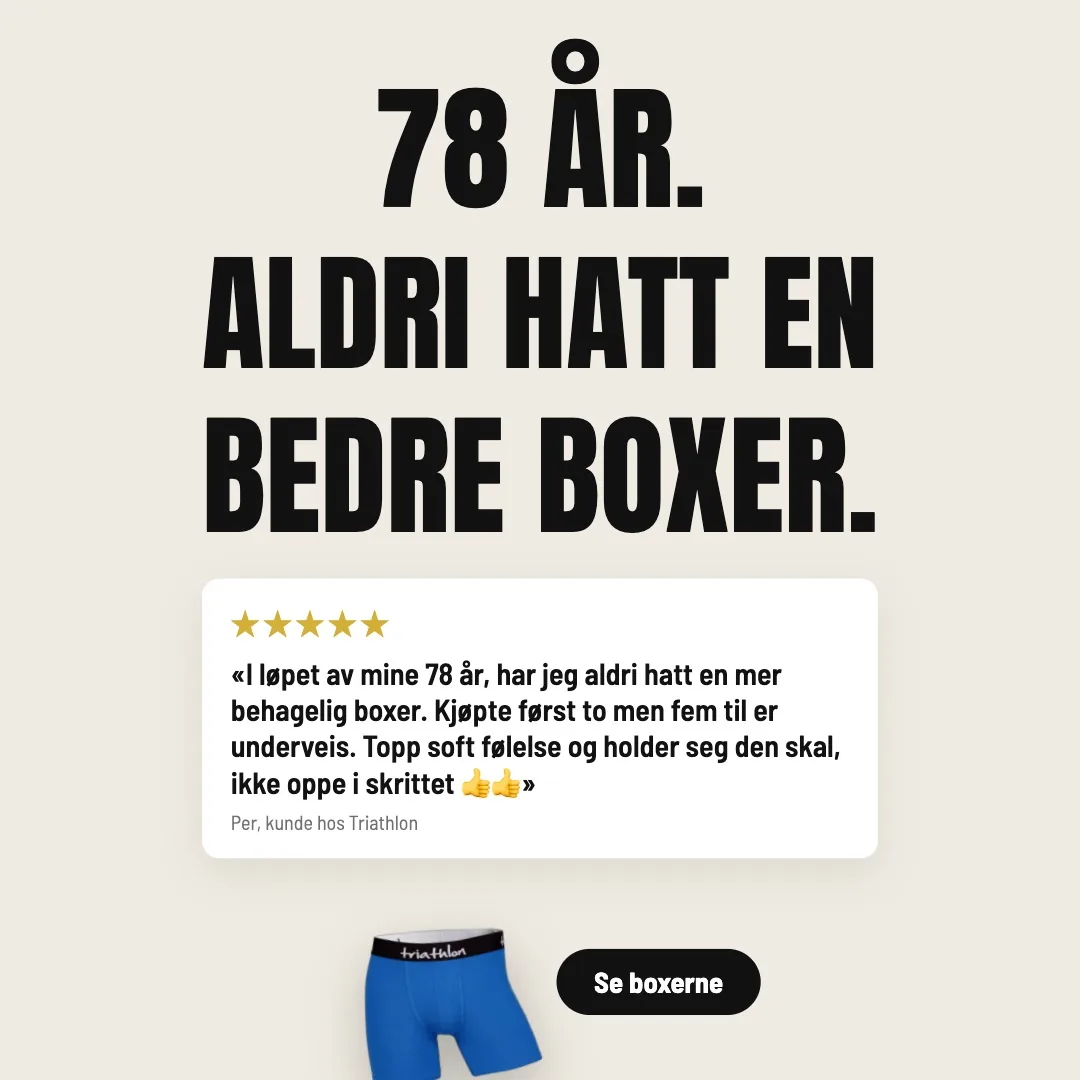 78 ÅR.
ALDRI HATT EN
BEDRE BOXER.
★★★★★
«I løpet av mine 78 år, har jeg aldri hatt en mer
behagelig boxer. Kjøpte først to men fem til er
underveis. Topp soft følelse og holder seg den skal,
ikke oppe i skrittet 👍👍»
Per, kunde hos Triathlon
triathlon
Se boxerne